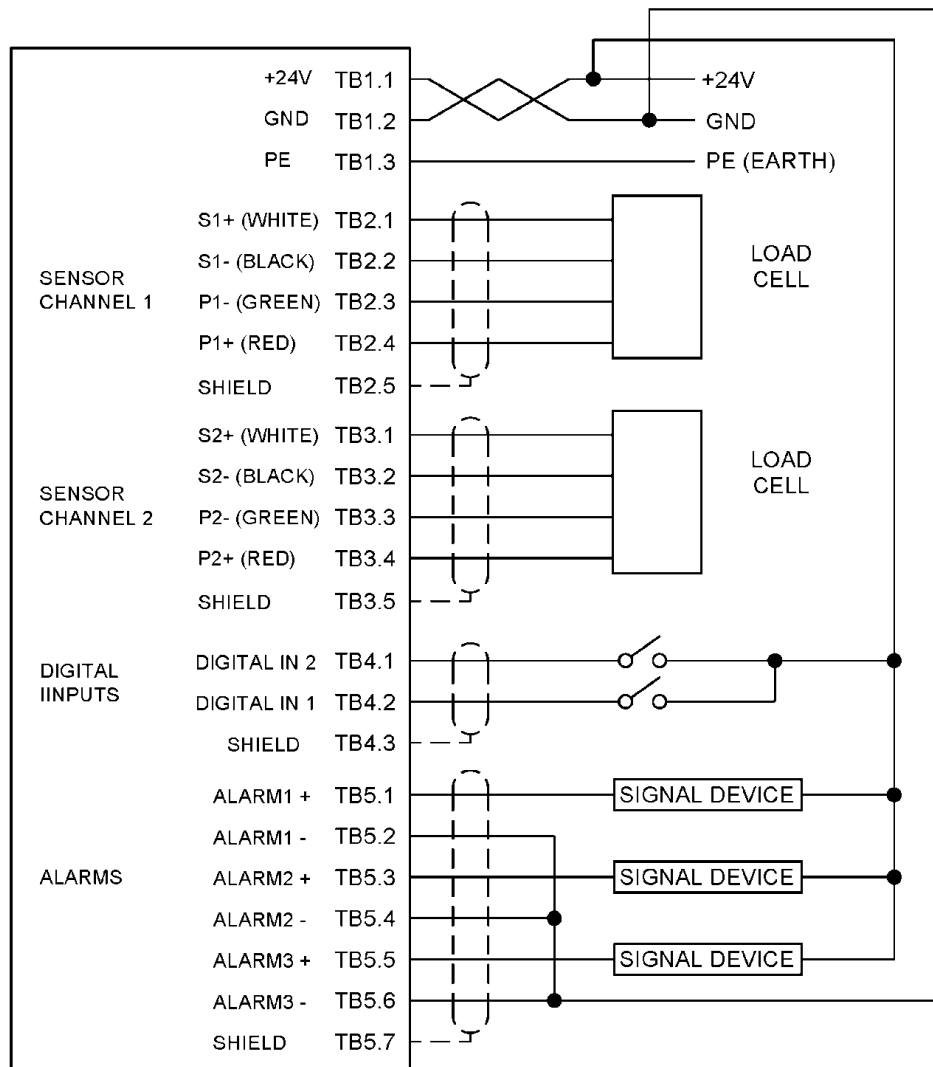 +24V TB1.1 +24V
GND TB1.2 GND
PE TB1.3 PE (EARTH)
S1+ (WHITE) TB2.1
S1- (BLACK) TB2.2
P1- (GREEN) TB2.3
P1+ (RED) TB2.4
SHIELD TB2.5
SENSOR
CHANNEL 1
LOAD
CELL
S2+ (WHITE) TB3.1
S2- (BLACK) TB3.2
P2- (GREEN) TB3.3
P2+ (RED) TB3.4
SHIELD TB3.5
SENSOR
CHANNEL 2
LOAD
CELL
DIGITAL IN 2 TB4.1
DIGITAL IN 1 TB4.2
SHIELD TB4.3
DIGITAL
IINPUTS
ALARM1 + TB5.1 SIGNAL DEVICE
ALARM1 - TB5.2
ALARMS
ALARM2 + TB5.3 SIGNAL DEVICE
ALARM2 - TB5.4
ALARM3 + TB5.5 SIGNAL DEVICE
ALARM3 - TB5.6
SHIELD TB5.7